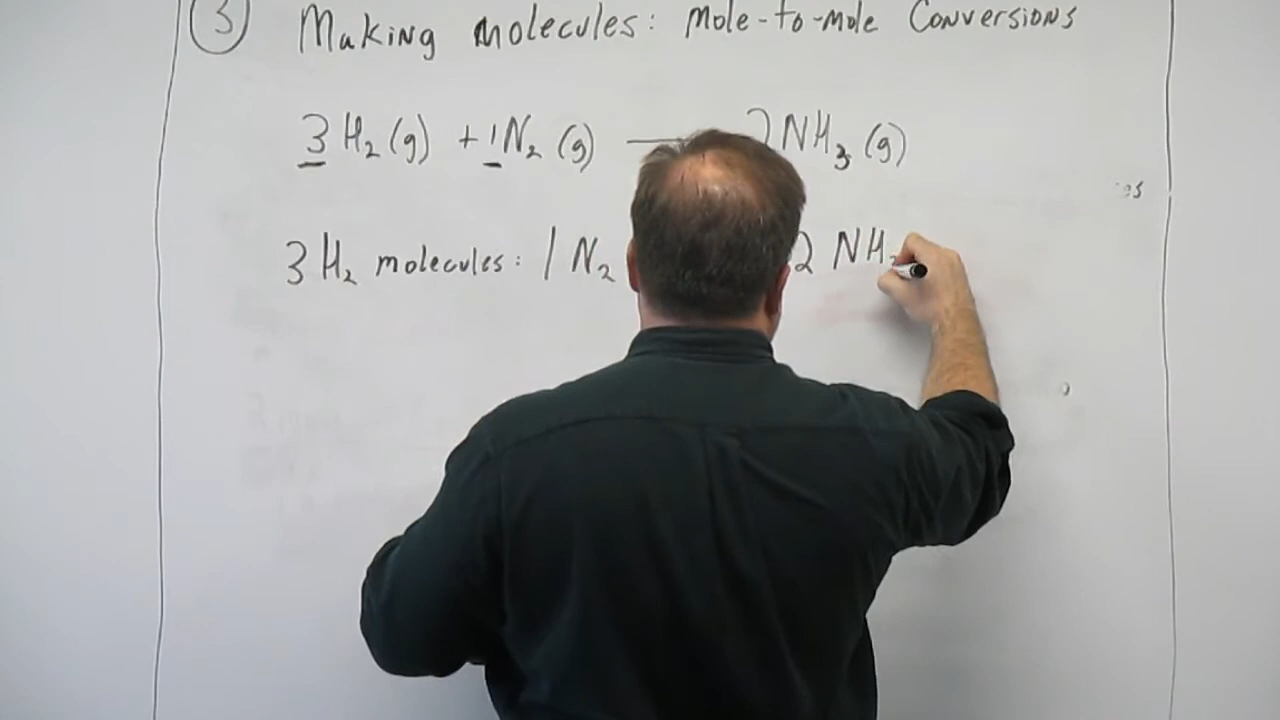 3 Making molecules: Mole-to-mole Conversions
3 H₂ (g) + 1 N₂ (g) — 2 NH₃ (g)
3 H₂ molecules: 1 N₂ 2 NH